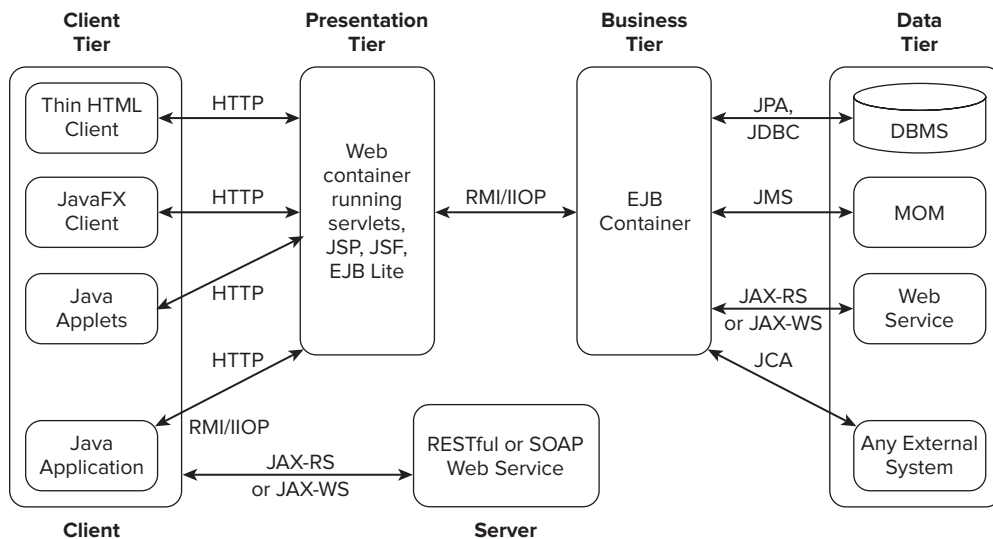 Client
Tier
Presentation
Tier
Business
Tier
Data
Tier
Thin HTML
Client
HTTP
JavaFX
Client
HTTP
Java
Applets
HTTP
HTTP
Java
Application
RMI/IIOP
JAX-RS
or JAX-WS
Web
container
running
servlets,
JSP, JSF,
EJB Lite
RMI/IIOP
EJB
Container
RESTful or SOAP
Web Service
JPA,
JDBC
DBMS
JMS
MOM
JAX-RS
or JAX-WS
Web
Service
JCA
Any External
System
Client
Server